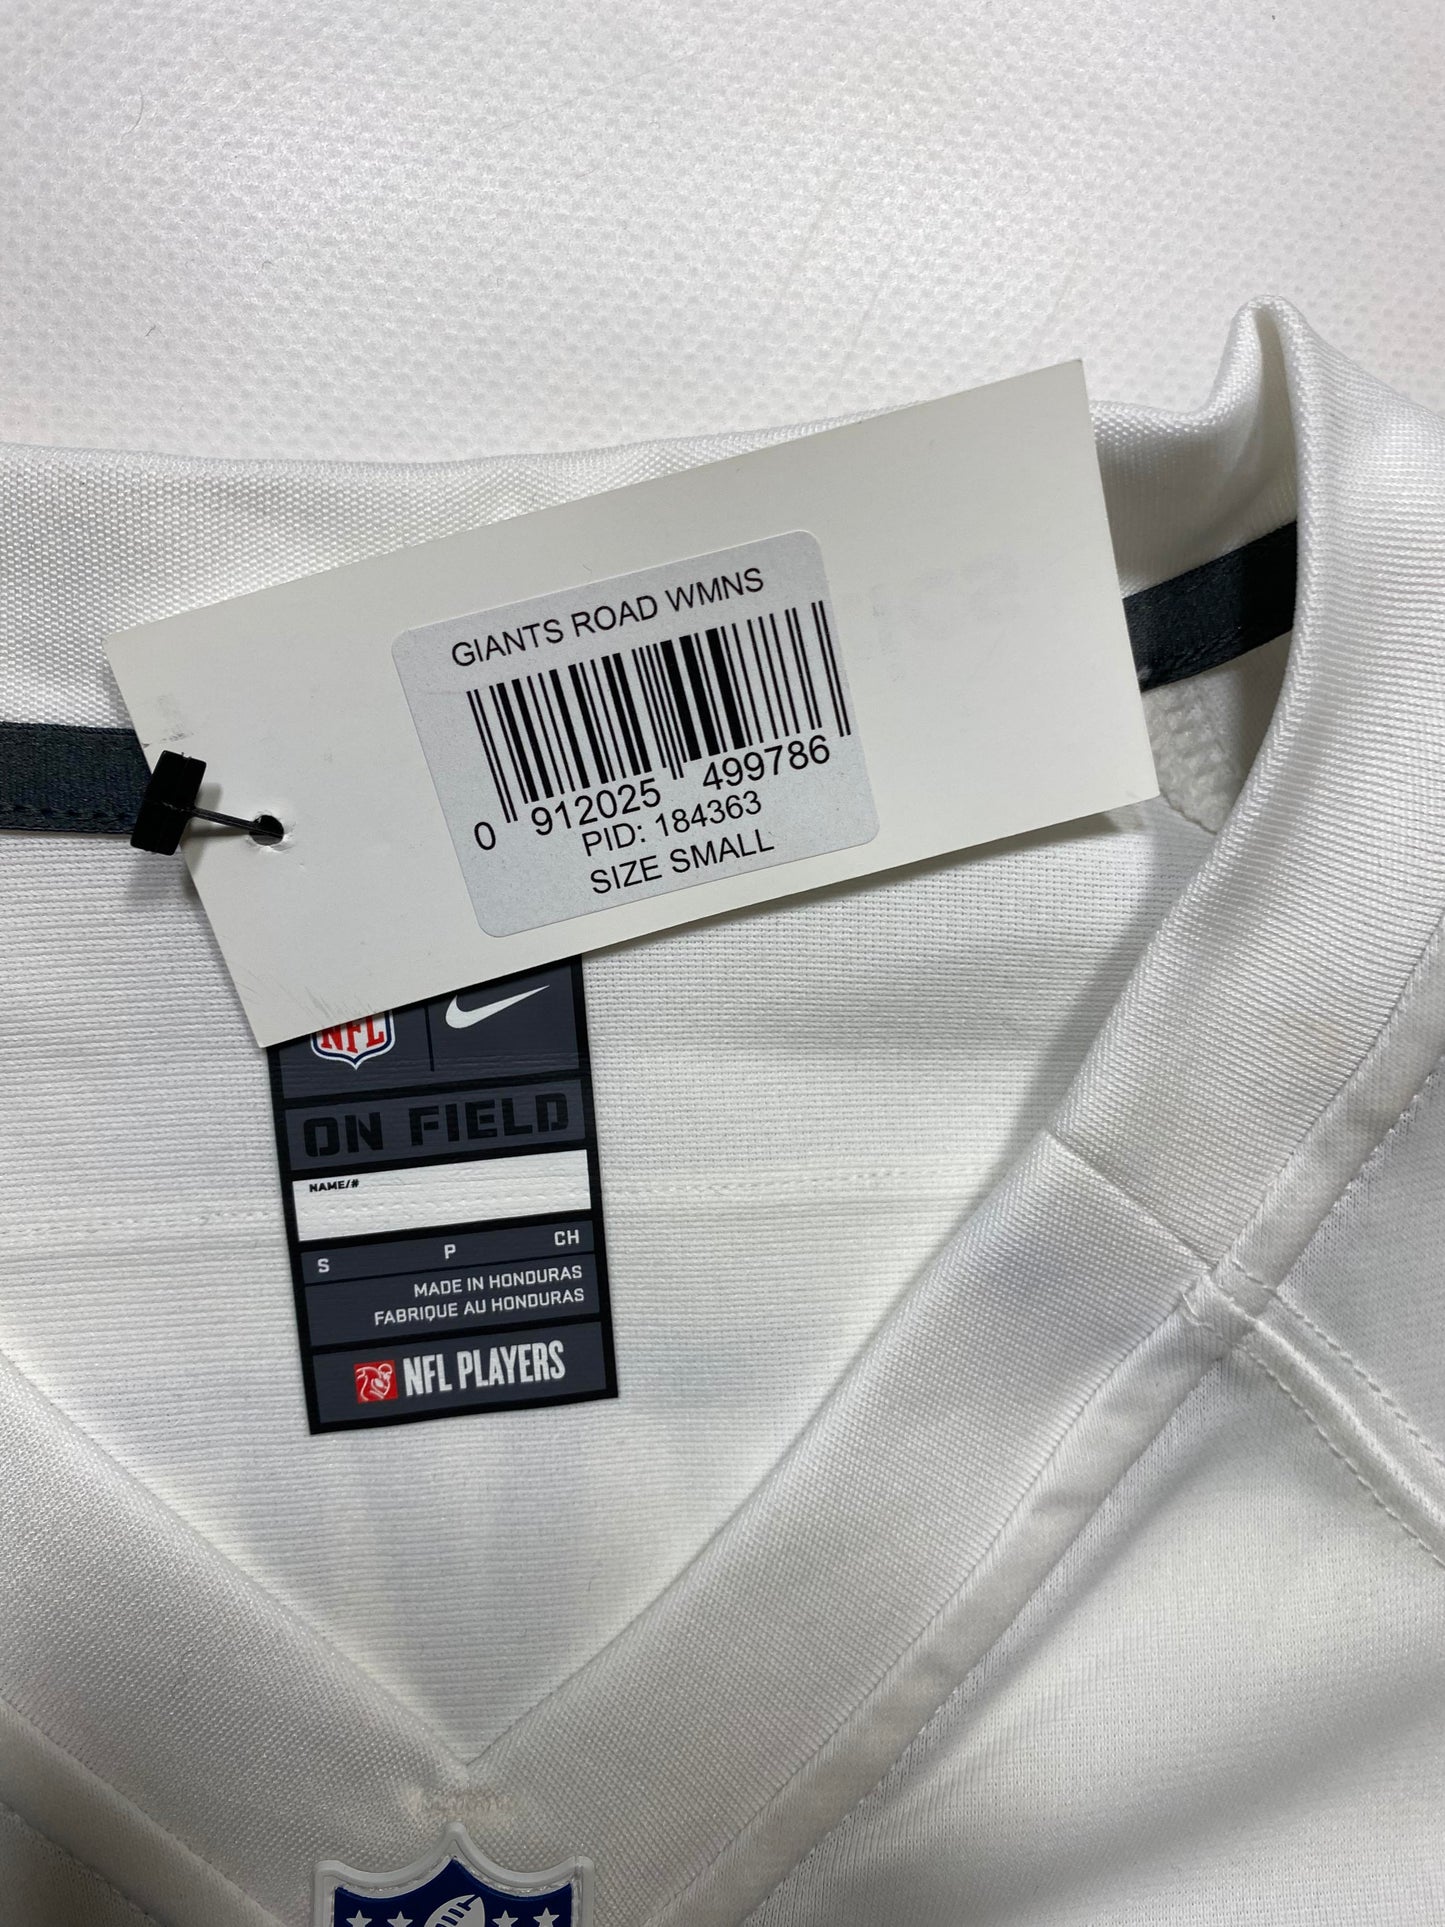 GIANTS ROAD WMNS
0 912025 499786
PID: 184363
SIZE SMALL
NFL
ON FIELD
NAME/#
S P CH
MADE IN HONDURAS
FABRIQUE AU HONDURAS
NFL PLAYERS